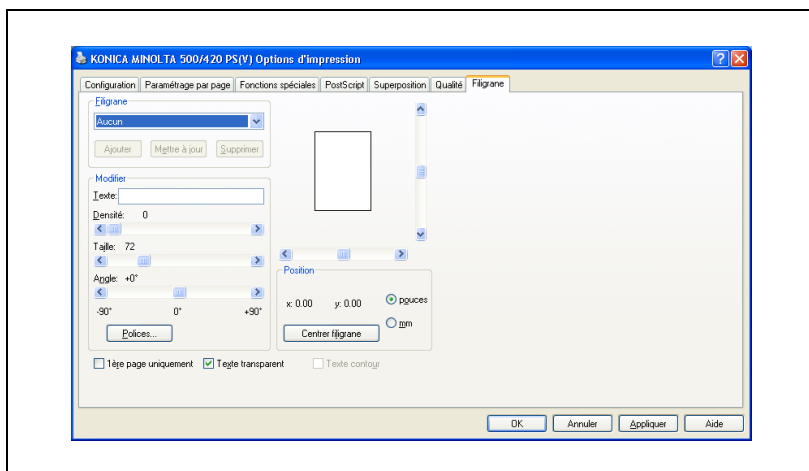 KONICA MINOLTA 500/420 PS(V) Options d'impression
Configuration Paramétrage par page Fonctions spéciales PostScript Superposition Qualité Filigrane
Filigrane
Aucun
Ajouter Mettre à jour Supprimer
Modifier
Texte:
Densité: 0
Taille: 72
Angle: +0°
-90° 0° +90°
Polices...
Position
x: 0.00 y: 0.00
pouces
mm
Centrer filigrane
1ère page uniquement Texte transparent Texte contour
OK Annuler Appliquer Aide